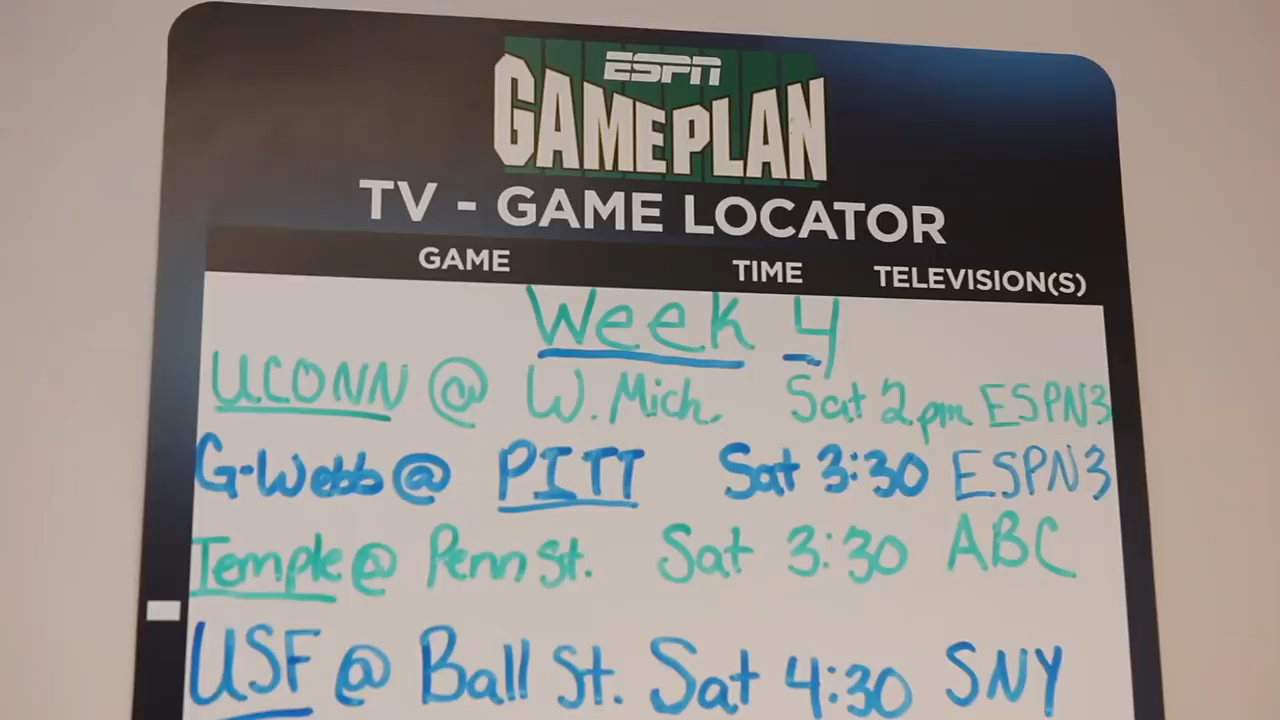 ESPN
GAMEPLAN
TV - GAME LOCATOR
GAME TIME TELEVISION(S)
Week 4
UCONN @ W. Mich. Sat 2pm ESPN3
G-Webb @ PITT Sat 3:30 ESPN3
Temple @ Penn St. Sat 3:30 ABC
USF @ Ball St. Sat 4:30 SNY